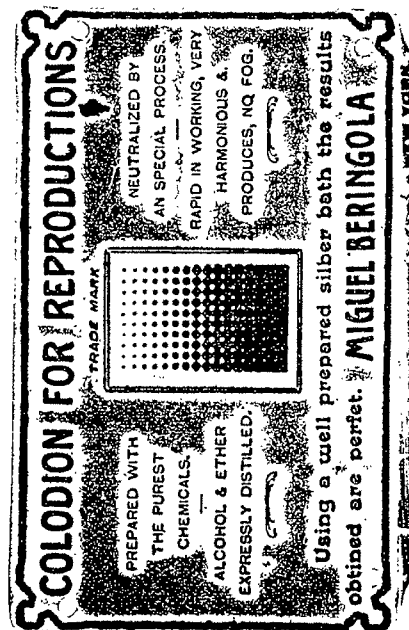 COLODION FOR REPRODUCTIONS
TRADE MARK
PREPARED WITH
THE PUREST
CHEMICALS.
ALCOHOL & ETHER
EXPRESSLY DISTILLED,
NEUTRALIZED BY
AN SPECIAL PROCESS.
RAPID IN WORKING, VERY
HARMONIOUS &
PRODUCES, NO FOG.
Using a well prepared silber bath the results
obtined are perfet. MIGUEL BERINGOLA